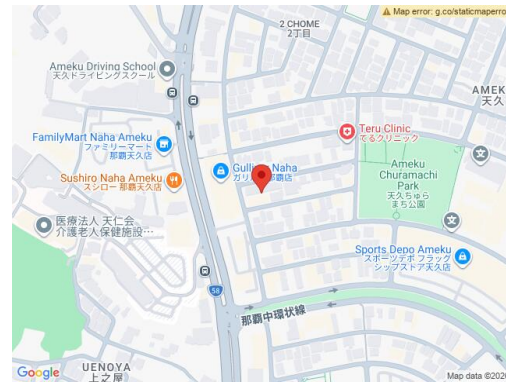 Map error: g.co/staticmaperro
2 CHOME
2丁目
Ameku Driving School
天久ドライビングスクール
AMEK
天久
FamilyMart Naha Ameku
ファミリーマート
那覇天久店
Teru Clinic
てるクリニック
Gulliver Naha
ガリ
覇店
Sushiro Naha Ameku
スシロー 那覇天久店
Ameku
Churamachi
Park
天久ちゅら
まち公園
医療法人 天仁会
介護老人保健施設…
Sports Depo Ameku
スポーツデポ フラッグ
シップストア天久店
58
那覇中環状線
UENOYA
上之屋
Google
Map data ©2026